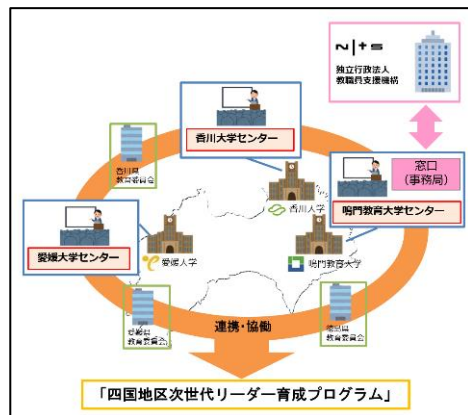 NITS
独立行政法人
教職員支援機構
香川大学センター
香川県
教育委員会
窓口
(事務局)
鳴門教育大学センター
香川大学
愛媛大学センター
愛媛大学
鳴門教育大学
愛媛県
教育委員会
徳島県
教育委員会
連携・協働
「四国地区次世代リーダー育成プログラム」